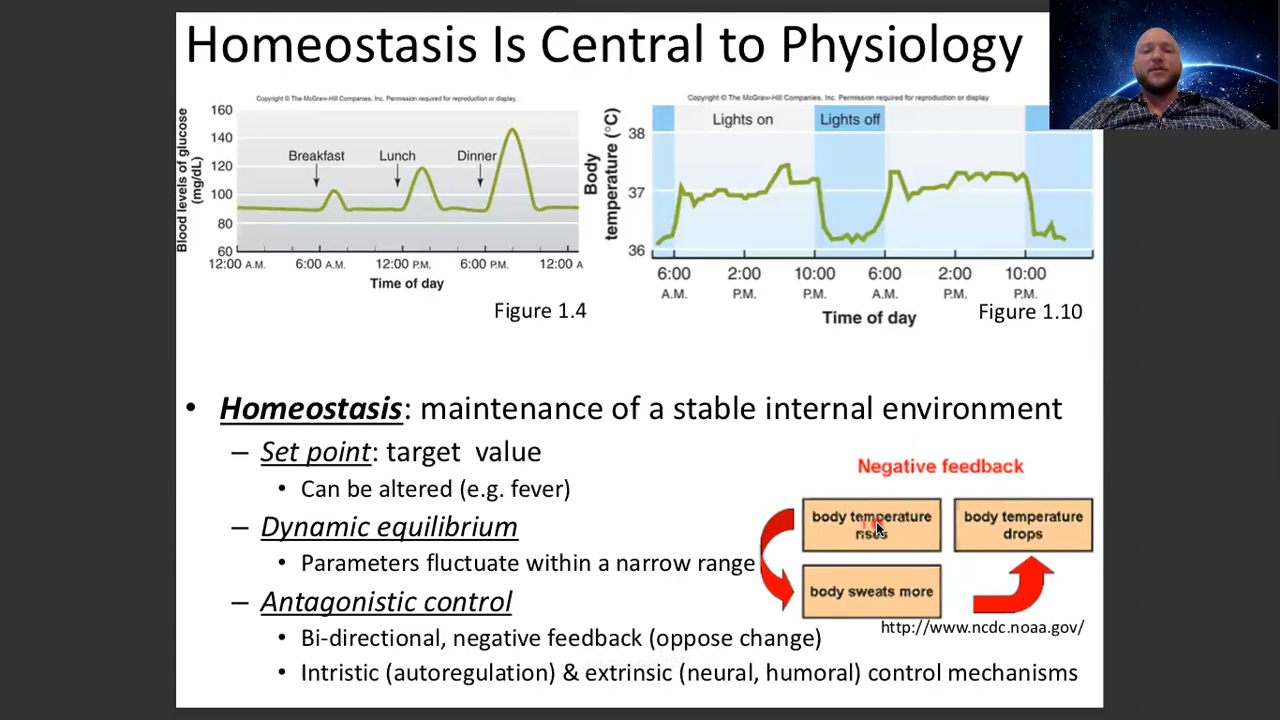 Homeostasis Is Central to Physiology
Copyright © The McGraw-Hill Companies, Inc. Permission required for reproduction or display.
Blood levels of glucose
(mg/dL)
160
140
120
100
80
60
Breakfast
Lunch
Dinner
12:00 A.M.
6:00 A.M.
12:00 P.M.
6:00 P.M.
12:00 A
Time of day
Figure 1.4
Copyright © The McGraw-Hill Companies, Inc. Permission required for reproduction or display.
Body
temperature (°C)
38
37
36
Lights on
Lights off
6:00 2:00 10:00 6:00 2:00 10:00
A.M. P.M. P.M. A.M. P.M. P.M.
Time of day
Figure 1.10
• Homeostasis: maintenance of a stable internal environment
– Set point: target value
• Can be altered (e.g. fever)
– Dynamic equilibrium
• Parameters fluctuate within a narrow range
– Antagonistic control
• Bi-directional, negative feedback (oppose change)
• Intristic (autoregulation) & extrinsic (neural, humoral) control mechanisms
Negative feedback
body temperature
rises
body temperature
drops
body sweats more
http://www.ncdc.noaa.gov/